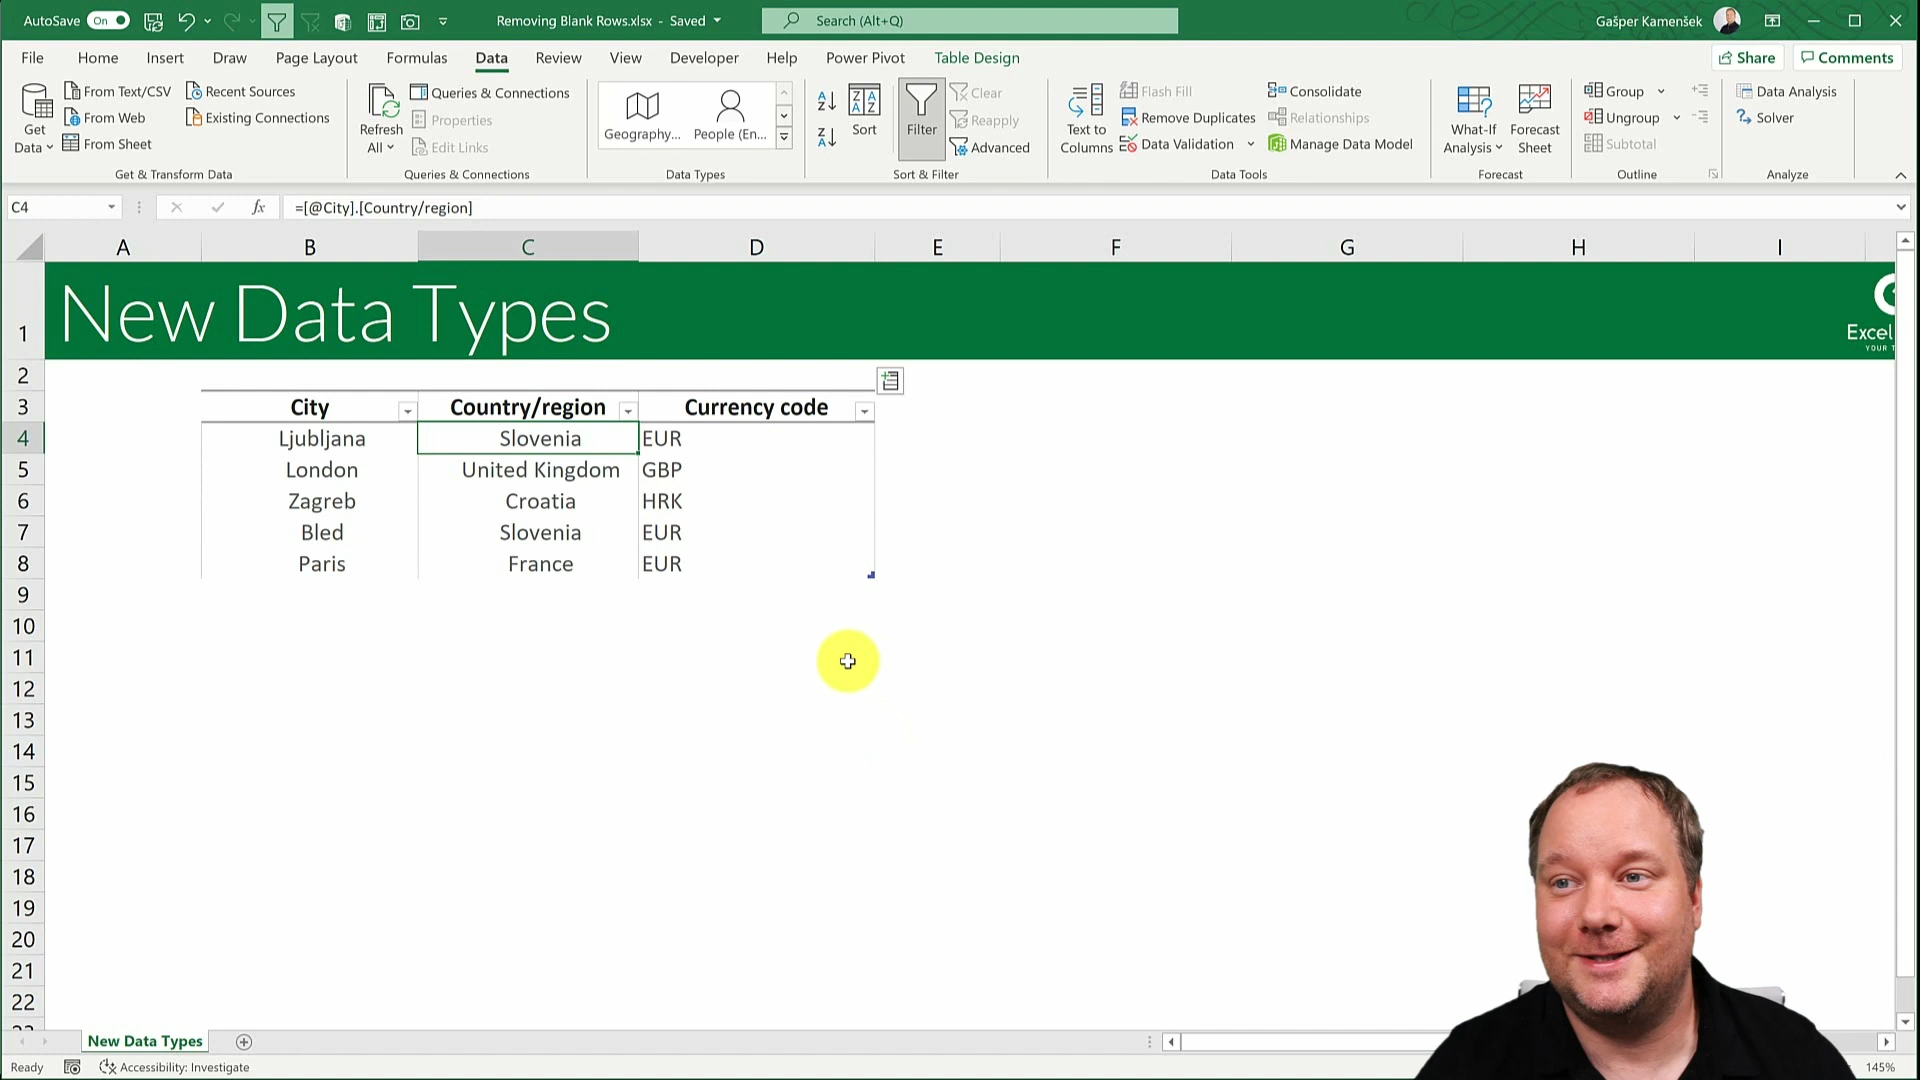 AutoSave On Removing Blank Rows.xlsx - Saved Search (Alt+Q) Gašper Kamenšek
File Home Insert Draw Page Layout Formulas Data Review View Developer Help Power Pivot Table Design Share Comments
Get Data
From Text/CSV
From Web
From Sheet
Recent Sources
Existing Connections
Get & Transform Data
Refresh All
Queries & Connections
Properties
Edit Links
Queries & Connections
Geography...
People (En...
Data Types
Sort
Filter
Clear
Reapply
Advanced
Sort & Filter
Text to Columns
Flash Fill
Remove Duplicates
Data Validation
Consolidate
Relationships
Manage Data Model
Data Tools
What-If Analysis
Forecast Sheet
Forecast
Group
Ungroup
Subtotal
Outline
Data Analysis
Solver
Analyze
C4 fx =[@City].[Country/region]
A B C D E F G H I
1 New Data Types Excel
YOUR T
2
3 City Country/region Currency code
4 Ljubljana Slovenia EUR
5 London United Kingdom GBP
6 Zagreb Croatia HRK
7 Bled Slovenia EUR
8 Paris France EUR
9
10
11
12
13
14
15
16
17
18
19
20
21
22
New Data Types
Ready Accessibility: Investigate 145%